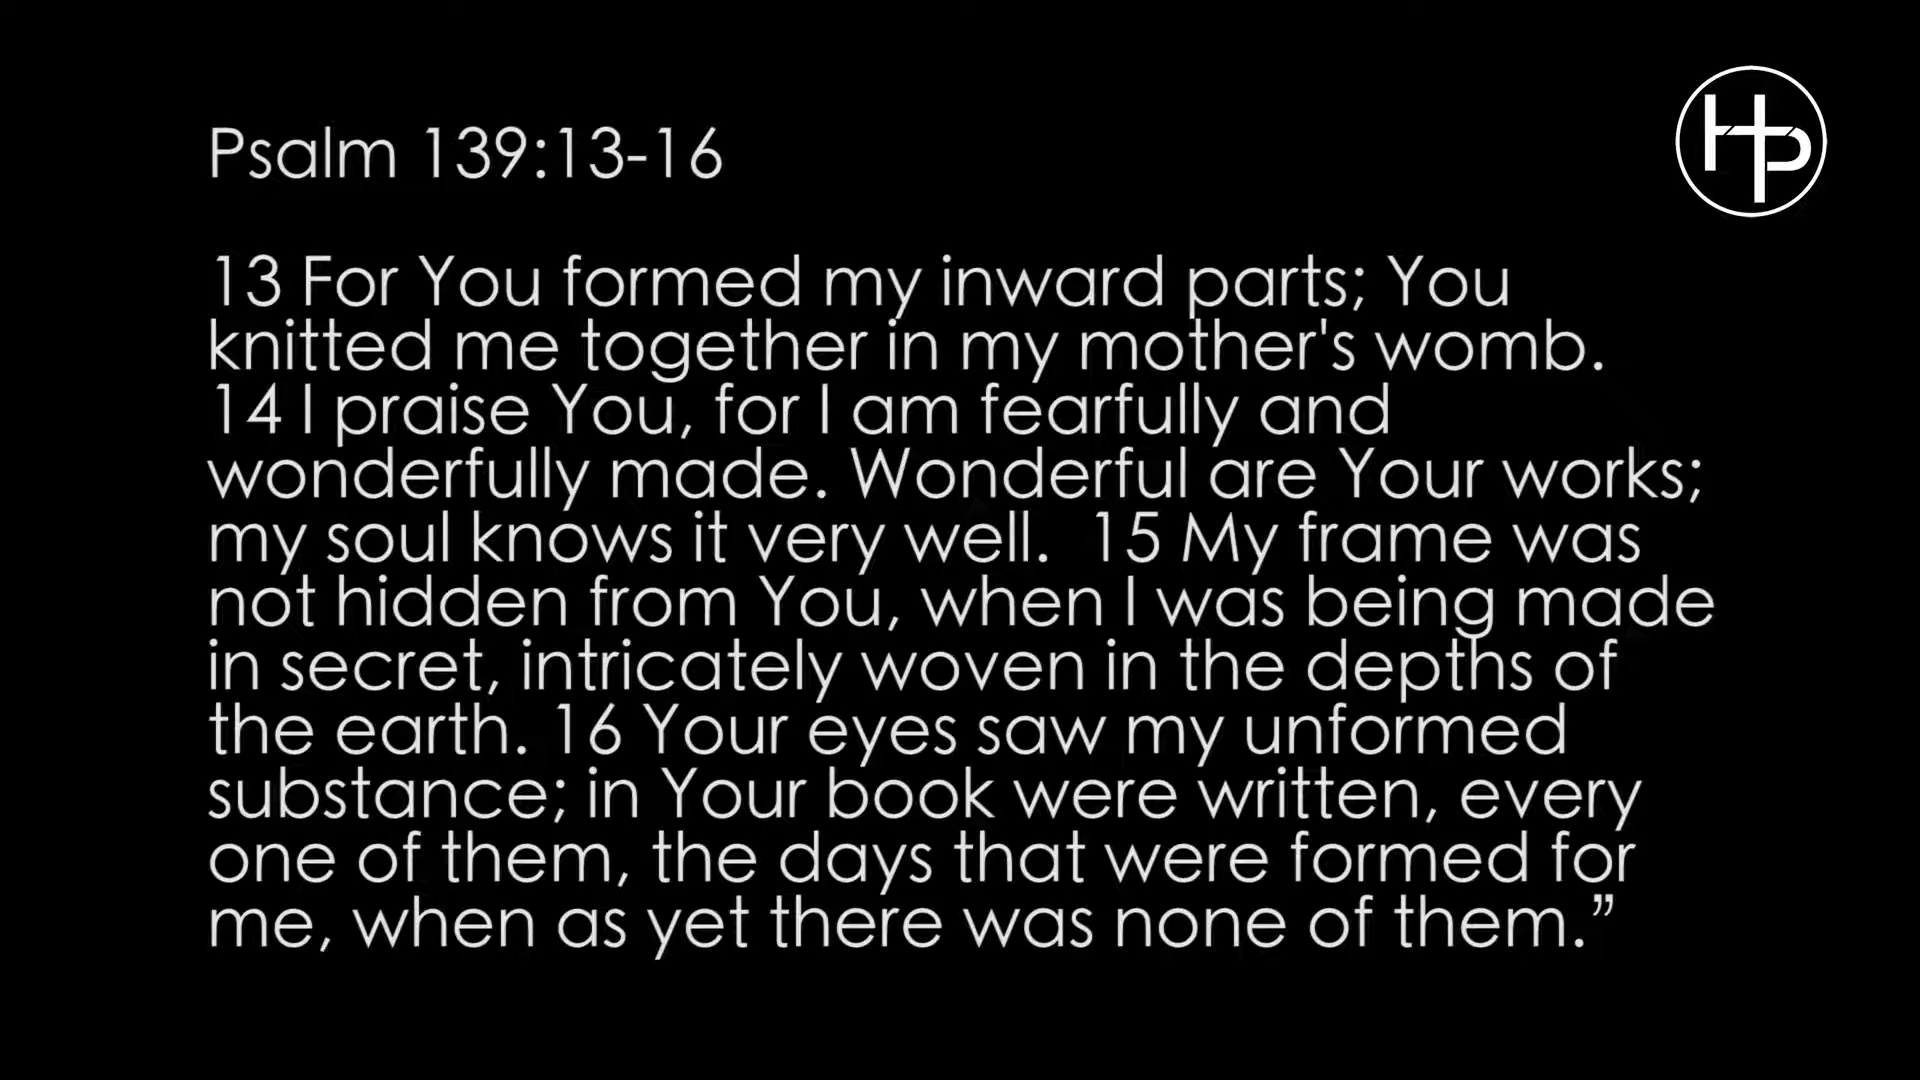 Psalm 139:13-16
HP
13 For You formed my inward parts; You
knitted me together in my mother's womb.
14 I praise You, for I am fearfully and
wonderfully made. Wonderful are Your works;
my soul knows it very well.  15 My frame was
not hidden from You, when I was being made
in secret, intricately woven in the depths of
the earth. 16 Your eyes saw my unformed
substance; in Your book were written, every
one of them, the days that were formed for
me, when as yet there was none of them.”